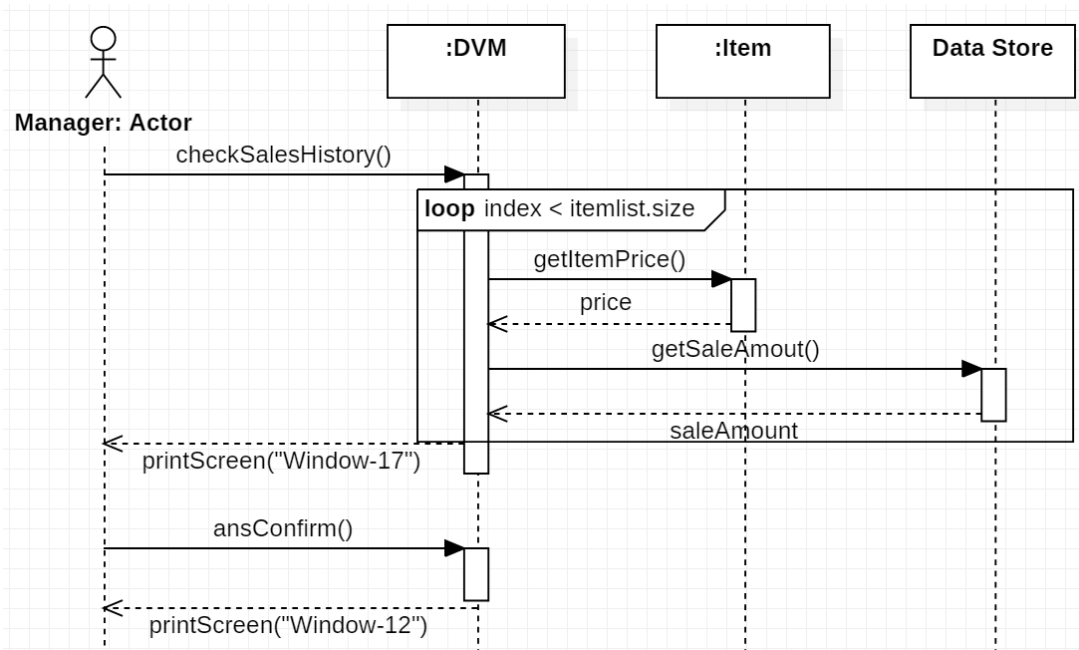 :DVM
:Item
Data Store
Manager: Actor
checkSalesHistory()
loop index < itemlist.size
getItemPrice()
price
getSaleAmout()
saleAmount
printScreen("Window-17")
ansConfirm()
printScreen("Window-12")